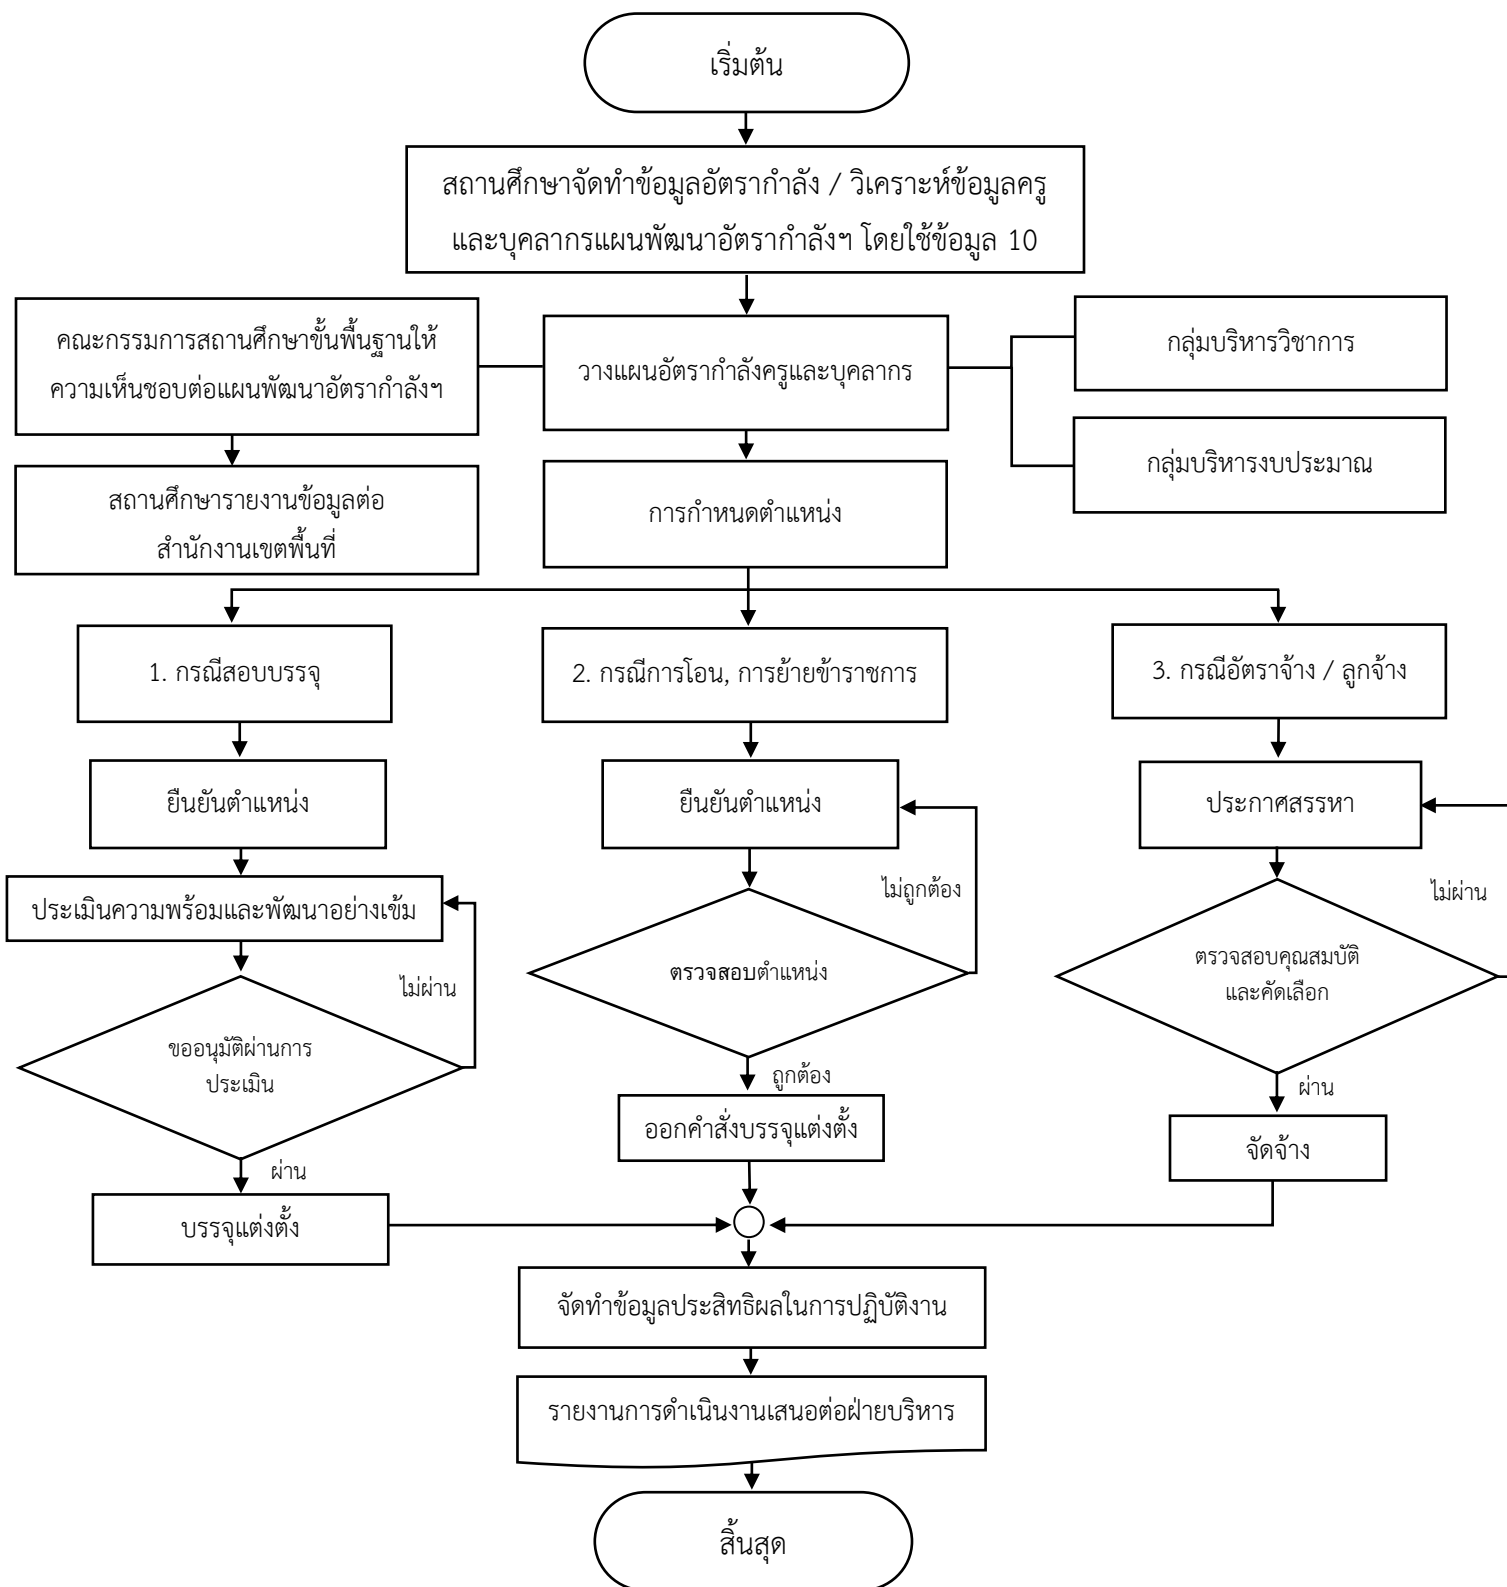 เริ่มต้น
สถานศึกษาจัดทำข้อมูลอัตรากำลัง / วิเคราะห์ข้อมูลครู
และบุคลากรแผนพัฒนาอัตรากำลังฯ โดยใช้ข้อมูล 10
คณะกรรมการสถานศึกษาขั้นพื้นฐานให้
ความเห็นชอบต่อแผนพัฒนาอัตรากำลังฯ
วางแผนอัตรากำลังครูและบุคลากร
กลุ่มบริหารวิชาการ
กลุ่มบริหารงบประมาณ
สถานศึกษารายงานข้อมูลต่อ
สำนักงานเขตพื้นที่
การกำหนดตำแหน่ง
1. กรณีสอบบรรจุ
2. กรณีการโอน, การย้ายข้าราชการ
3. กรณีอัตราจ้าง / ลูกจ้าง
ยืนยันตำแหน่ง
ยืนยันตำแหน่ง
ประกาศสรรหา
ประเมินความพร้อมและพัฒนาอย่างเข้ม
ไม่ถูกต้อง
ไม่ผ่าน
ไม่ผ่าน
ตรวจสอบตำแหน่ง
ตรวจสอบคุณสมบัติ
และคัดเลือก
ขออนุมัติผ่านการ
ประเมิน
ถูกต้อง
ผ่าน
ออกคำสั่งบรรจุแต่งตั้ง
จัดจ้าง
ผ่าน
บรรจุแต่งตั้ง
จัดทำข้อมูลประสิทธิผลในการปฏิบัติงาน
รายงานการดำเนินงานเสนอต่อฝ่ายบริหาร
สิ้นสุด